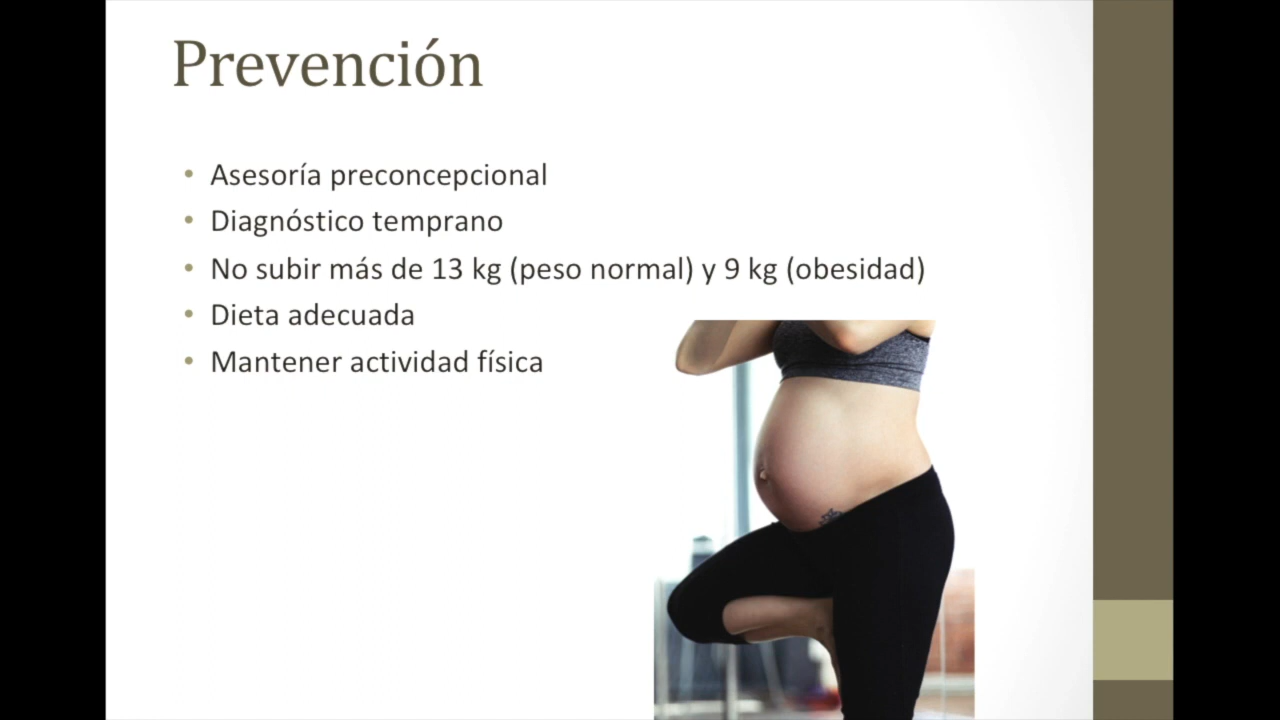 Prevención
• Asesoría preconcepcional
• Diagnóstico temprano
• No subir más de 13 kg (peso normal) y 9 kg (obesidad)
• Dieta adecuada
• Mantener actividad física